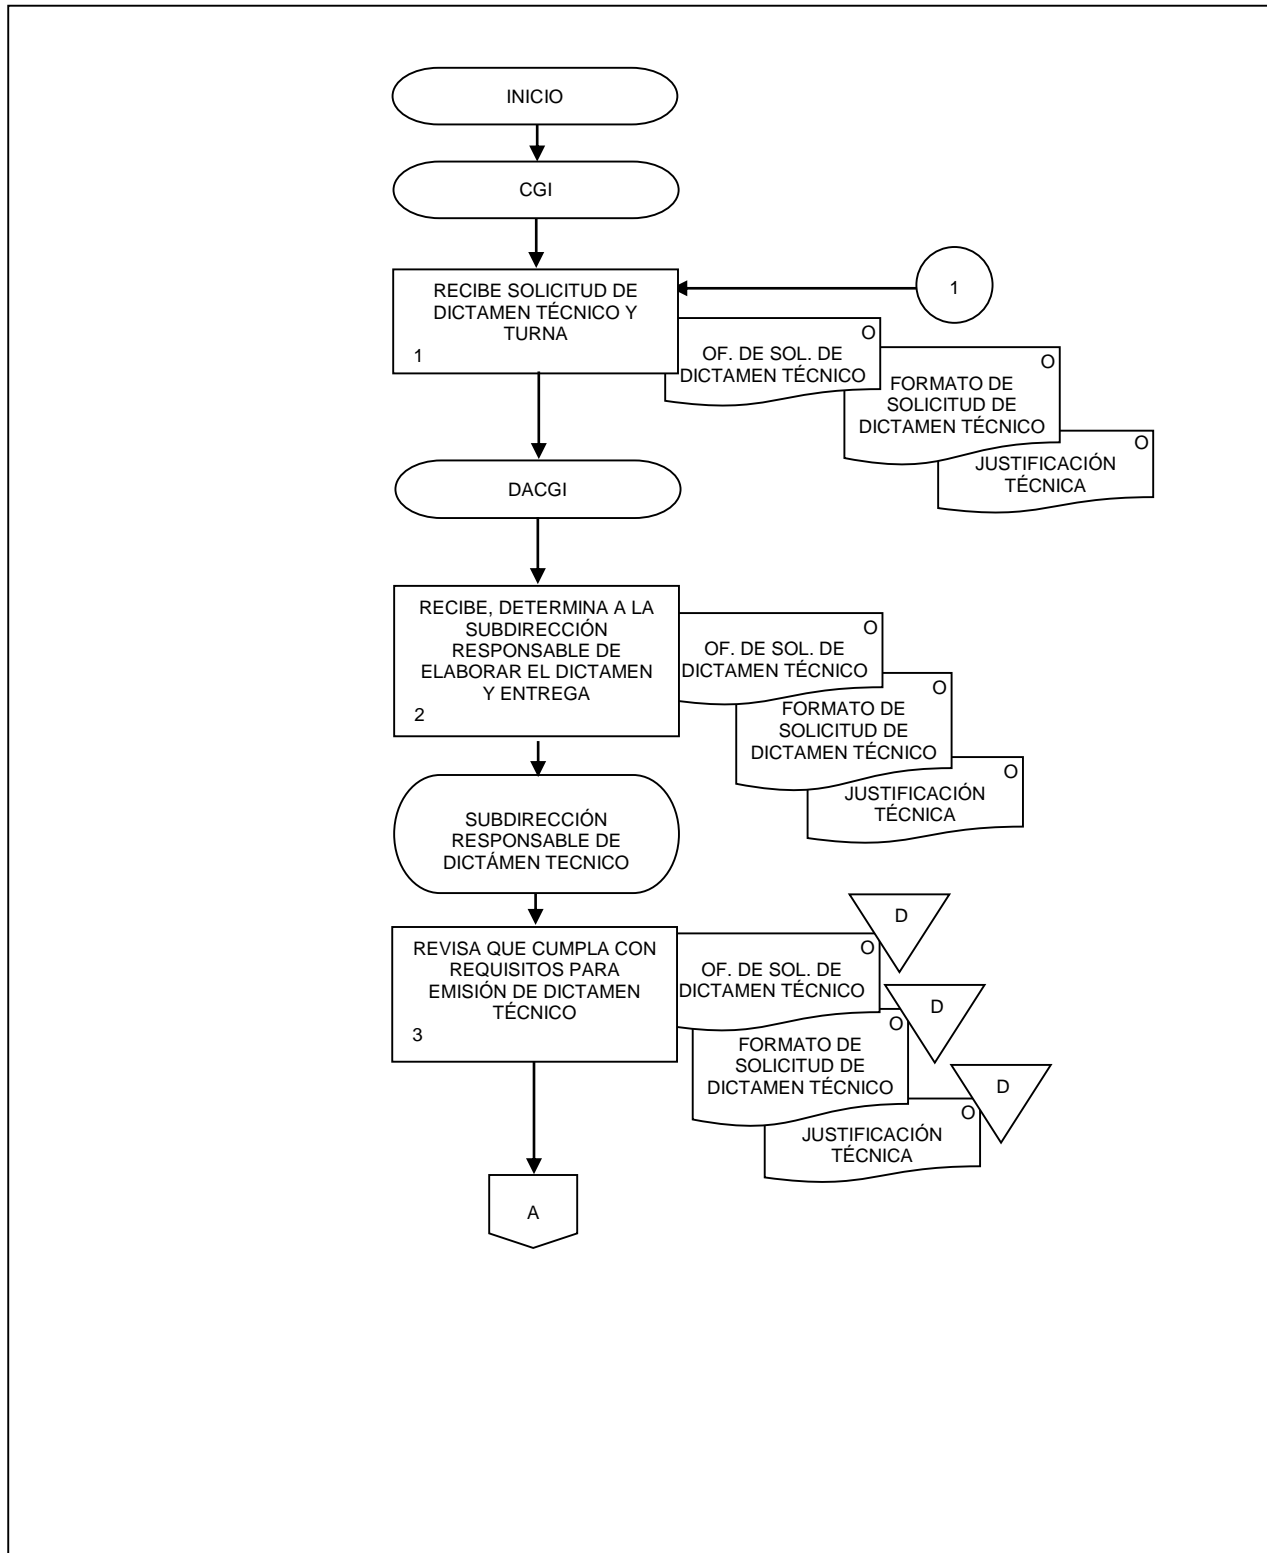 INICIO
CGI
RECIBE SOLICITUD DE
DICTAMEN TÉCNICO Y
TURNA
1
1
O
OF. DE SOL. DE
DICTAMEN TÉCNICO
O
FORMATO DE
SOLICITUD DE
DICTAMEN TÉCNICO
O
JUSTIFICACIÓN
TÉCNICA
DACGI
RECIBE, DETERMINA A LA
SUBDIRECCIÓN
RESPONSABLE DE
ELABORAR EL DICTAMEN
Y ENTREGA
2
O
OF. DE SOL. DE
DICTAMEN TÉCNICO
O
FORMATO DE
SOLICITUD DE
DICTAMEN TÉCNICO
O
JUSTIFICACIÓN
TÉCNICA
SUBDIRECCIÓN
RESPONSABLE DE
DICTÁMEN TECNICO
REVISA QUE CUMPLA CON
REQUISITOS PARA
EMISIÓN DE DICTAMEN
TÉCNICO
3
D
O
OF. DE SOL. DE
DICTAMEN TÉCNICO
D
O
FORMATO DE
SOLICITUD DE
DICTAMEN TÉCNICO
D
O
JUSTIFICACIÓN
TÉCNICA
A